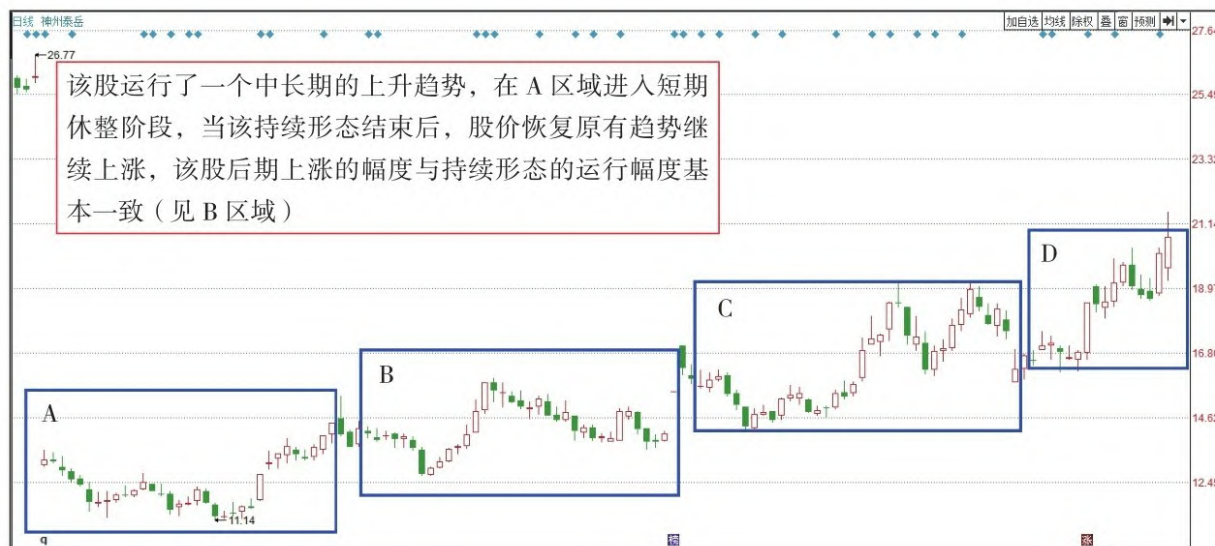 日线 神州泰岳
加自选 均线 除权 叠 窗 预测
27.64
26.77
该股运行了一个中长期的上升趋势，在 A 区域进入短期
休整阶段，当该持续形态结束后，股价恢复原有趋势继
续上涨，该股后期上涨的幅度与持续形态的运行幅度基
本一致（见 B 区域）
25.49
23.32
21.14
D
18.97
C
16.80
B
A
14.62
12.45
11.14
q
榜
涨